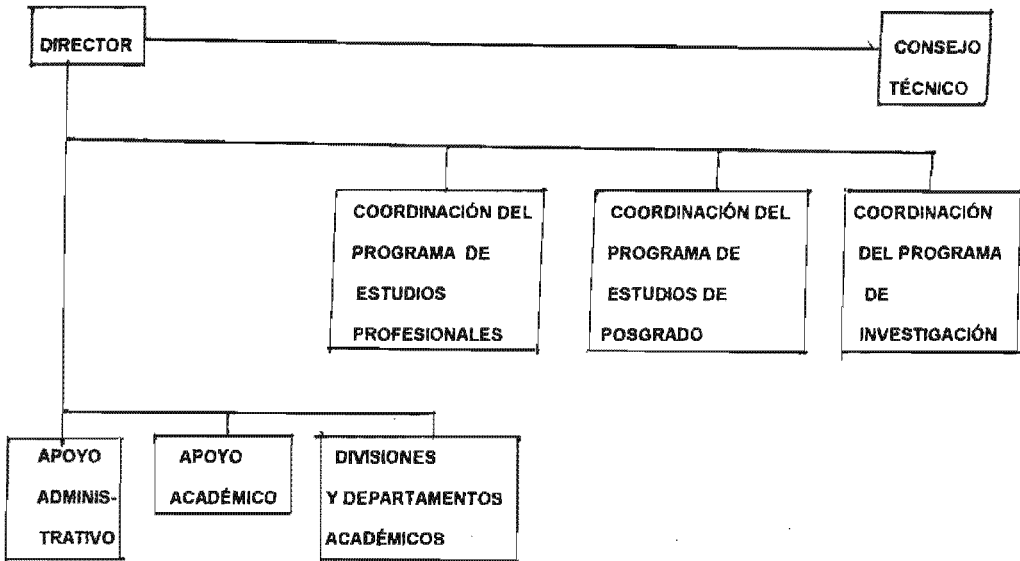 DIRECTOR
CONSEJO
TÉCNICO
COORDINACIÓN DEL
PROGRAMA DE
ESTUDIOS
PROFESIONALES
COORDINACIÓN DEL
PROGRAMA DE
ESTUDIOS DE
POSGRADO
COORDINACIÓN
DEL PROGRAMA
DE
INVESTIGACIÓN
APOYO
ADMINIS-
TRATIVO
APOYO
ACADÉMICO
DIVISIONES
Y DEPARTAMENTOS
ACADÉMICOS